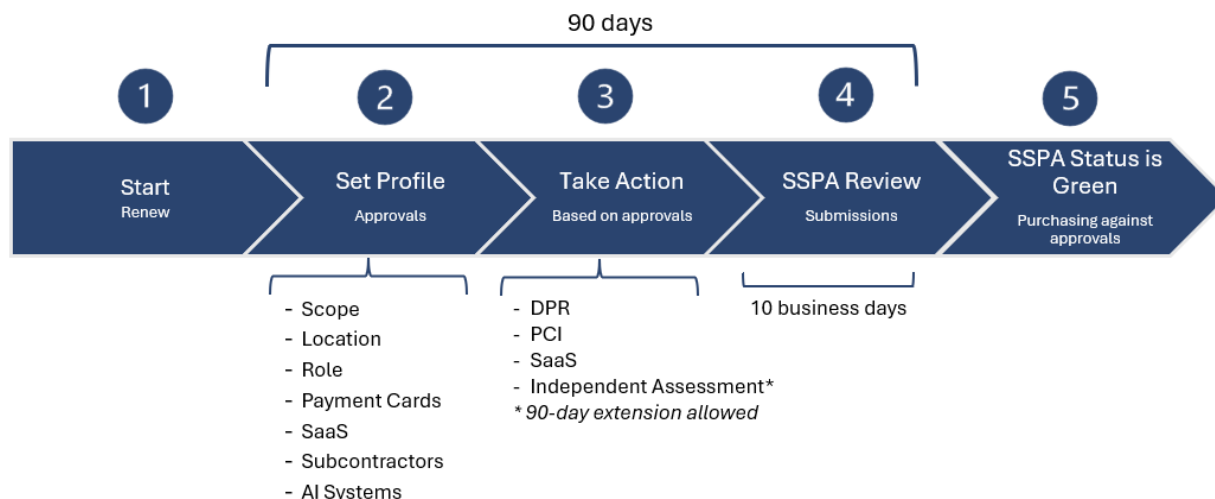 90 days
1
2
3
4
5
Start
Renew
Set Profile
Approvals
Take Action
Based on approvals
SSPA Review
Submissions
SSPA Status is
Green
Purchasing against
approvals
- Scope
- Location
- Role
- Payment Cards
- SaaS
- Subcontractors
- AI Systems
- DPR
- PCI
- SaaS
- Independent Assessment*
* 90-day extension allowed
10 business days